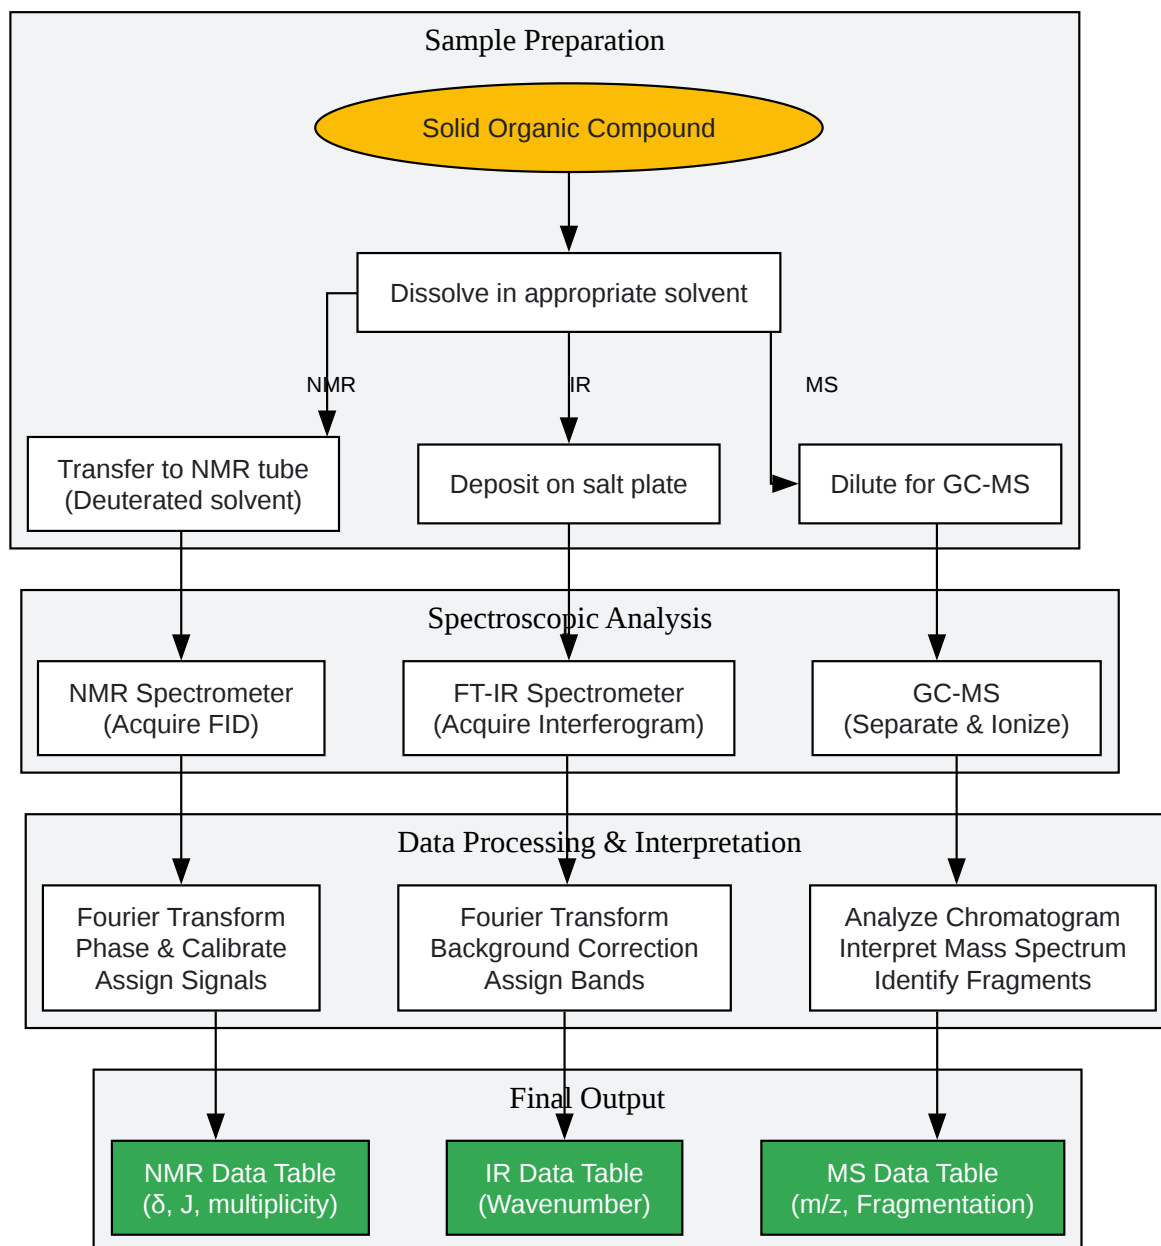 Sample Preparation
Solid Organic Compound
Dissolve in appropriate solvent
NMR
IR
MS
Transfer to NMR tube
(Deuterated solvent)
Deposit on salt plate
Dilute for GC-MS
Spectroscopic Analysis
NMR Spectrometer
(Acquire FID)
FT-IR Spectrometer
(Acquire Interferogram)
GC-MS
(Separate & Ionize)
Data Processing & Interpretation
Fourier Transform
Phase & Calibrate
Assign Signals
Fourier Transform
Background Correction
Assign Bands
Analyze Chromatogram
Interpret Mass Spectrum
Identify Fragments
Final Output
NMR Data Table
(δ, J, multiplicity)
IR Data Table
(Wavenumber)
MS Data Table
(m/z, Fragmentation)